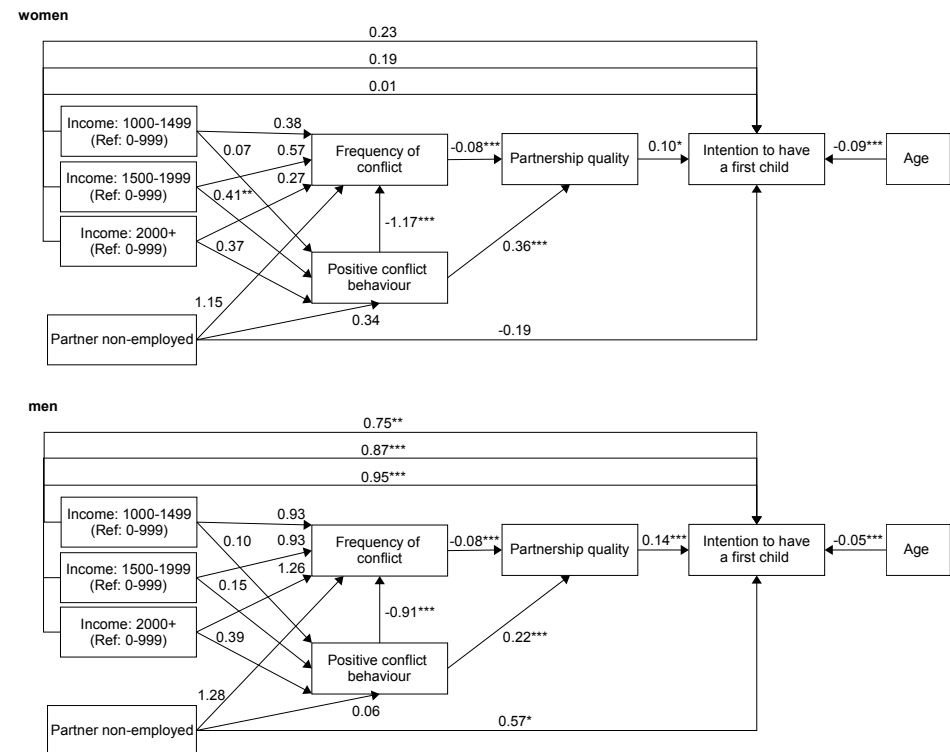 women
0.23
0.19
0.01
Income: 1000-1499
(Ref: 0-999)
0.38
0.07
0.57
Frequency of
conflict
-0.08***
Partnership quality
0.10*
Intention to have
a first child
-0.09***
Age
Income: 1500-1999
(Ref: 0-999)
0.27
0.41**
-1.17***
Income: 2000+
(Ref: 0-999)
0.37
0.36***
Positive conflict
behaviour
1.15
0.34
Partner non-employed
-0.19
men
0.75**
0.87***
0.95***
Income: 1000-1499
(Ref: 0-999)
0.93
0.10
0.93
Frequency of
conflict
-0.08***
Partnership quality
0.14***
Intention to have
a first child
-0.05***
Age
Income: 1500-1999
(Ref: 0-999)
1.26
0.15
-0.91***
Income: 2000+
(Ref: 0-999)
0.39
0.22***
Positive conflict
behaviour
1.28
0.06
Partner non-employed
0.57*